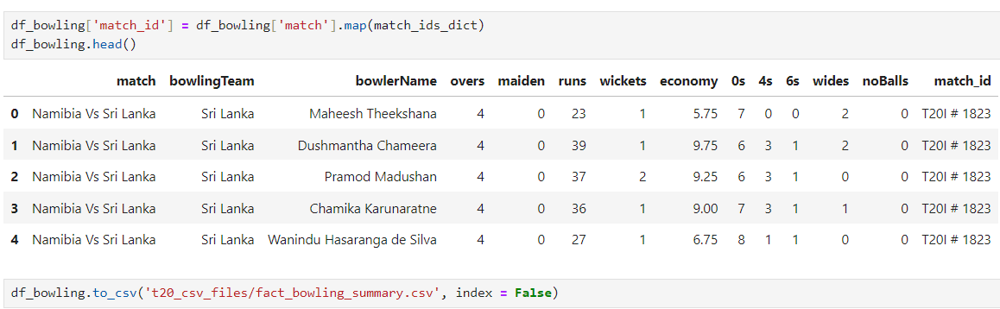 df_bowling['match_id'] = df_bowling['match'].map(match_ids_dict)
df_bowling.head()
match bowlingTeam bowlerName overs maiden runs wickets economy 0s 4s 6s wides noBalls match_id
0 Namibia Vs Sri Lanka Sri Lanka Maheesh Theekshana 4 0 23 1 5.75 7 0 0 2 0 T20I # 1823
1 Namibia Vs Sri Lanka Sri Lanka Dushmantha Chameera 4 0 39 1 9.75 6 3 1 2 0 T20I # 1823
2 Namibia Vs Sri Lanka Sri Lanka Pramod Madushan 4 0 37 2 9.25 6 3 1 0 0 T20I # 1823
3 Namibia Vs Sri Lanka Sri Lanka Chamika Karunaratne 4 0 36 1 9.00 7 3 1 1 0 T20I # 1823
4 Namibia Vs Sri Lanka Sri Lanka Wanindu Hasaranga de Silva 4 0 27 1 6.75 8 1 1 0 0 T20I # 1823
df_bowling.to_csv('t20_csv_files/fact_bowling_summary.csv', index = False)